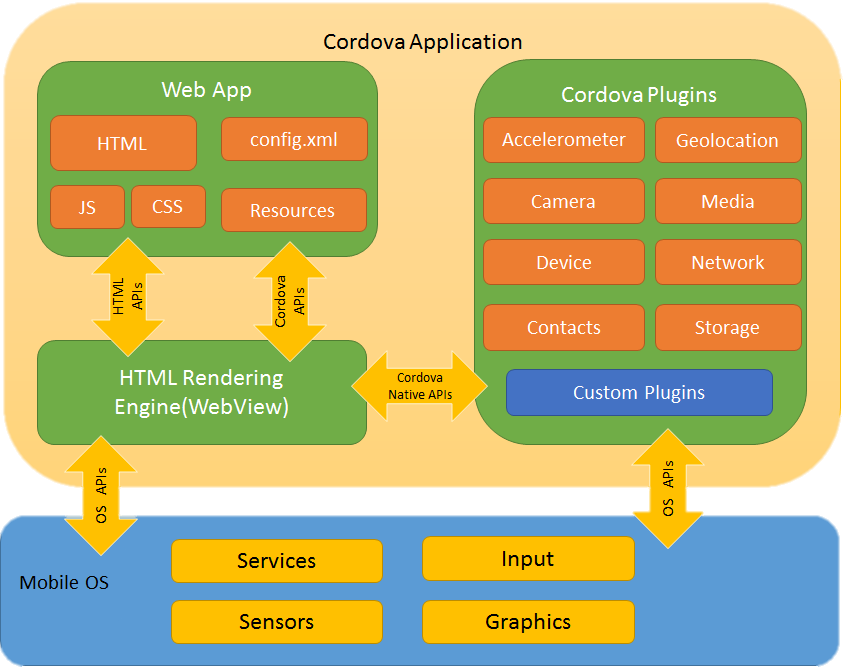 Cordova Application
Web App
HTML
config.xml
JS
CSS
Resources
HTML
APIs
Cordova
APIs
HTML Rendering
Engine(WebView)
Cordova
Native APIs
Cordova Plugins
Accelerometer
Geolocation
Camera
Media
Device
Network
Contacts
Storage
Custom Plugins
OS APIs
OS APIs
Mobile OS
Services
Input
Sensors
Graphics